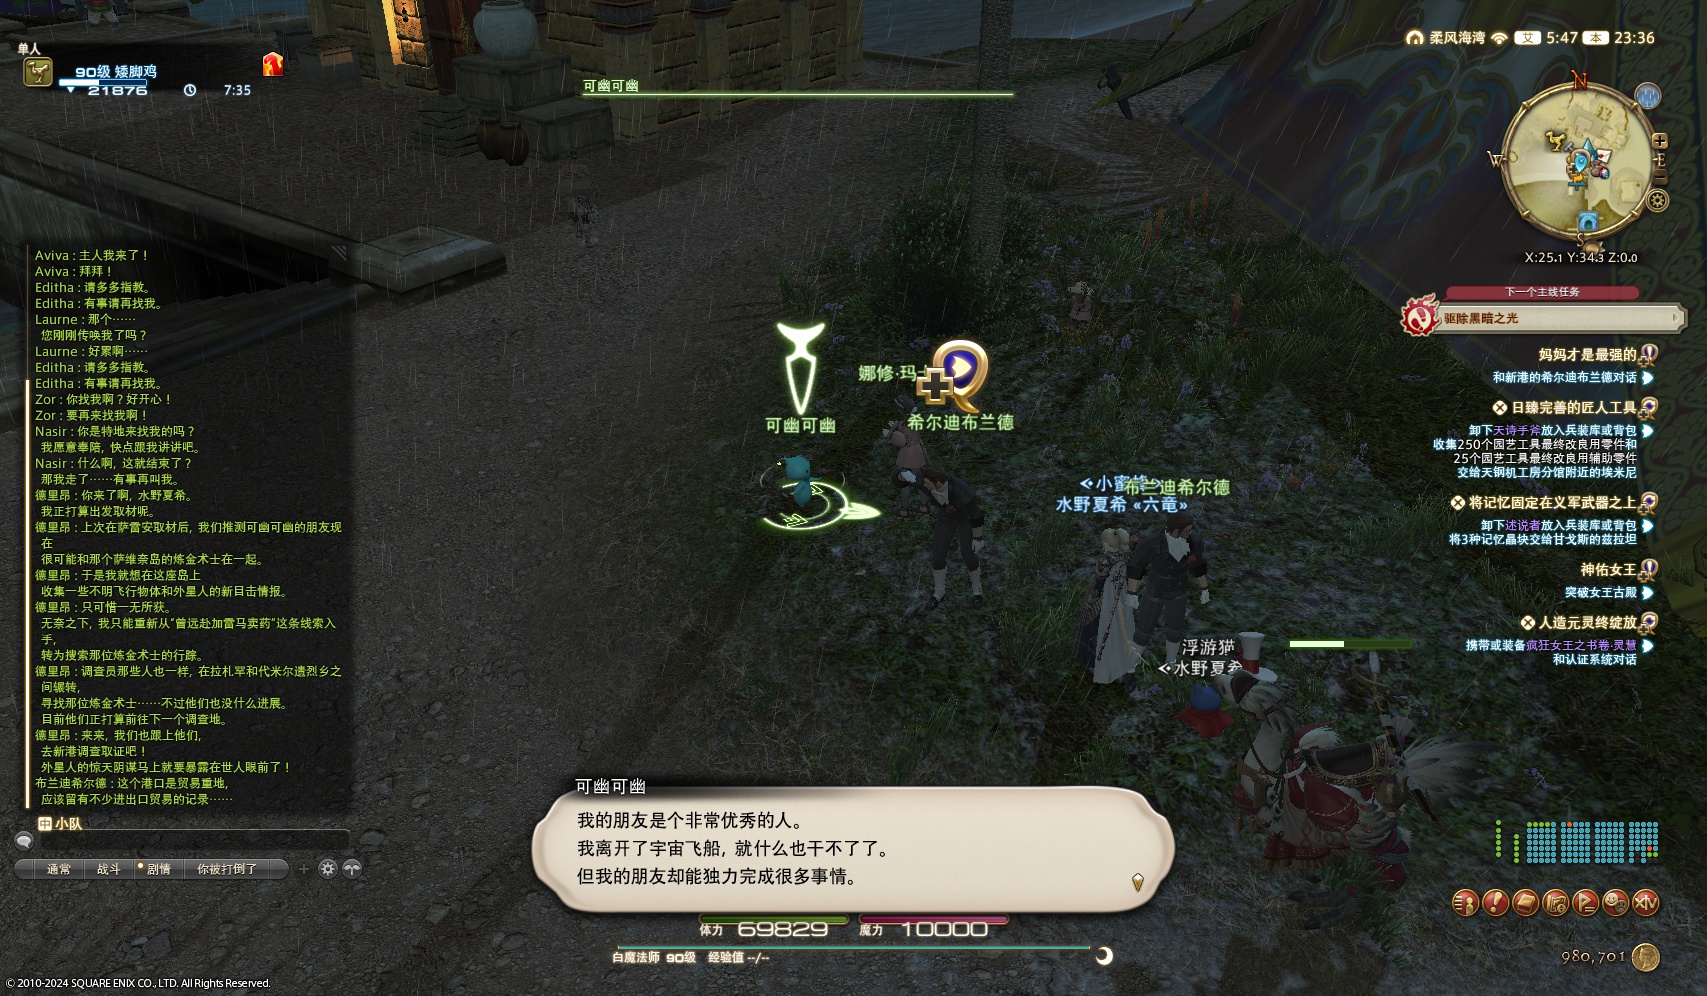 单人
90级 矮脚鸡
21876
7:35
可幽可幽
柔风海湾 艾 5:47 本 23:36
N
W
E
S
X:25.1 Y:34.3 Z:0.0
下一个主线任务
驱除黑暗之光
妈妈才是最强的
和新港的希尔迪布兰德对话
日臻完善的匠人工具
卸下天诗手斧放入兵装库或背包
收集250个园艺工具最终改良用零件和
25个园艺工具最终改良用辅助零件
交给天钢机工房分馆附近的埃米尼
将记忆固定在义军武器之上
卸下述说者放入兵装库或背包
将3种记忆晶块交给甘戈斯的兹拉坦
神佑女王
突破女王古殿
人造元灵终绽放
携带或装备疯狂女王之书卷·灵慧
和认证系统对话
Aviva : 主人我来了！
Aviva : 拜拜！
Editha : 请多多指教。
Editha : 有事请再找我。
Laurne : 那个……
您刚刚传唤我了吗？
Laurne : 好累啊……
Editha : 请多多指教。
Editha : 有事请再找我。
Zor : 你找我啊？好开心！
Zor : 要再来找我啊！
Nasir : 你是特地来找我的吗？
我愿意奉陪, 快点跟我讲讲吧。
Nasir : 什么啊, 这就结束了？
那我走了……有事再叫我。
德里昂 : 你来了啊, 水野夏希。
我正打算出发取材呢。
德里昂 : 上次在萨雷安取材后, 我们推测可幽可幽的朋友现
在
很可能和那个萨维奈岛的炼金术士在一起。
德里昂 : 于是我就想在这座岛上
收集一些不明飞行物体和外星人的新目击情报。
德里昂 : 只可惜一无所获。
无奈之下, 我只能重新从“曾远赴加雷马卖药”这条线索入
手,
转为搜索那位炼金术士的行踪。
德里昂 : 调查员那些人也一样, 在拉札罕和代米尔遗烈乡之
间辗转,
寻找那位炼金术士……不过他们也没什么进展。
目前他们正打算前往下一个调查地。
德里昂 : 来来, 我们也跟上他们,
去新港调查取证吧！
外星人的惊天阴谋马上就要暴露在世人眼前了！
布兰迪希尔德 : 这个港口是贸易重地,
应该留有不少进出口贸易的记录……
中 小队
通常 战斗 剧情 你被打倒了
娜修·玛
可幽可幽
希尔迪布兰德
布兰迪希尔德
水野夏希 «六竜»
浮游猫
水野夏希
可幽可幽
我的朋友是个非常优秀的人。
我离开了宇宙飞船, 就什么也干不了了。
但我的朋友却能独力完成很多事情。
体力 69829 魔力 10000
白魔法师 90级 经验值 --/--
XIV
980,701
© 2010-2024 SQUARE ENIX CO., LTD. All Rights Reserved.